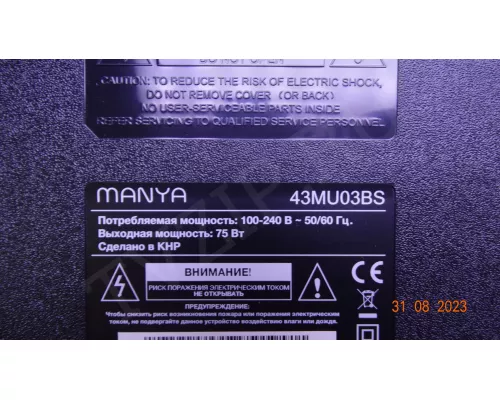 DO NOT OPEN
CAUTION: TO REDUCE THE RISK OF ELECTRIC SHOCK,
DO NOT REMOVE COVER (OR BACK)
NO USER-SERVICEABLE PARTS INSIDE
REFER SERVICING TO QUALIFIED SERVICE PERSONNEL
MANYA 43MU03BS
Потребляемая мощность: 100-240 В ~ 50/60 Гц.
Выходная мощность: 75 Вт
Сделано в КНР
ВНИМАНИЕ!
РИСК ПОРАЖЕНИЯ ЭЛЕКТРИЧЕСКИМ ТОКОМ
НЕ ОТКРЫВАТЬ
ПРЕДУПРЕЖДЕНИЕ:
Чтобы снизить риск возникновения пожара или поражения электрическим
током, не подвергайте данное устройство воздействию влаги или дождя.
CE
31 08 2023